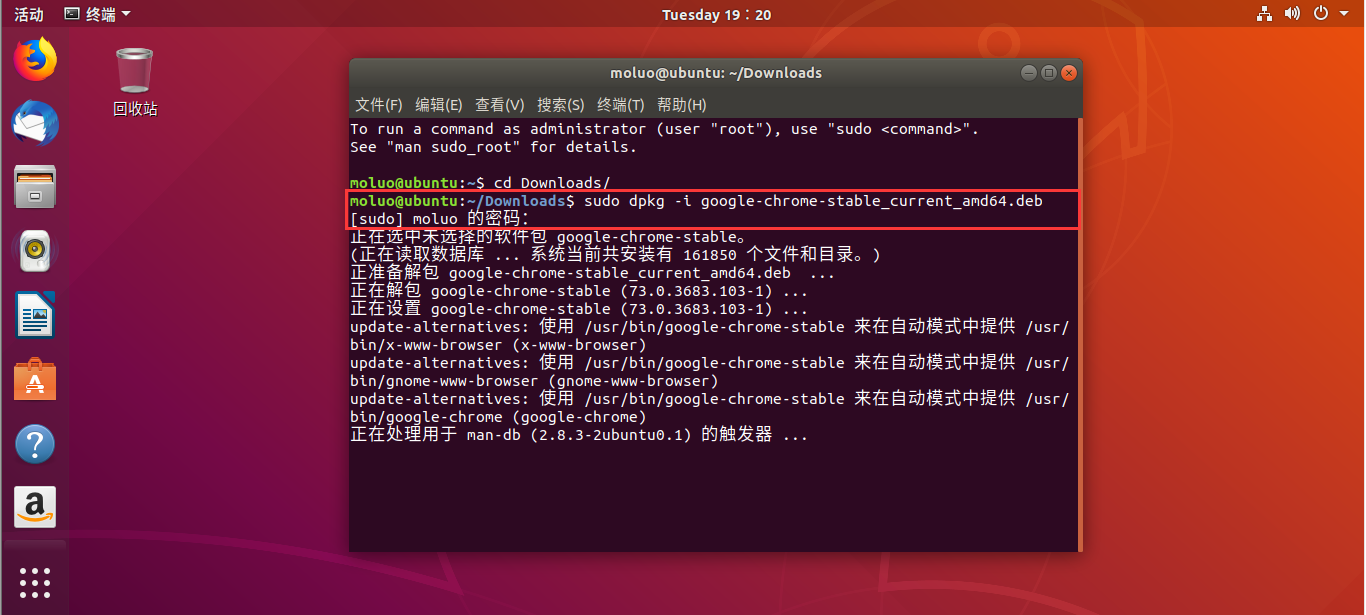 活动 终端 Tuesday 19：20
回收站
moluo@ubuntu: ~/Downloads
文件(F) 编辑(E) 查看(V) 搜索(S) 终端(T) 帮助(H)
To run a command as administrator (user "root"), use "sudo <command>".
See "man sudo_root" for details.
moluo@ubuntu:~$ cd Downloads/
moluo@ubuntu:~/Downloads$ sudo dpkg -i google-chrome-stable_current_amd64.deb
[sudo] moluo 的密码：
正在选中未选择的软件包 google-chrome-stable。
(正在读取数据库 ... 系统当前共安装有 161850 个文件和目录。)
正准备解包 google-chrome-stable_current_amd64.deb  ...
正在解包 google-chrome-stable (73.0.3683.103-1) ...
正在设置 google-chrome-stable (73.0.3683.103-1) ...
update-alternatives: 使用 /usr/bin/google-chrome-stable 来在自动模式中提供 /usr/
bin/x-www-browser (x-www-browser)
update-alternatives: 使用 /usr/bin/google-chrome-stable 来在自动模式中提供 /usr/
bin/gnome-www-browser (gnome-www-browser)
update-alternatives: 使用 /usr/bin/google-chrome-stable 来在自动模式中提供 /usr/
bin/google-chrome (google-chrome)
正在处理用于 man-db (2.8.3-2ubuntu0.1) 的触发器 ...